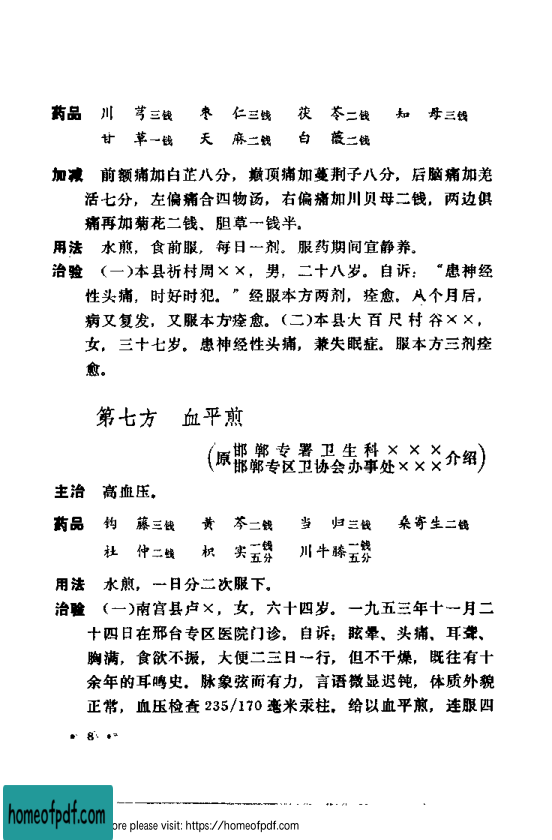 药品 川芎三钱 枣仁三钱 茯苓二钱 知母三钱
甘草一钱 天麻二钱 白薇二钱
加减 前额痛加白芷八分，巅顶痛加蔓荆子八分，后脑痛加羌
活七分，左偏痛合四物汤，右偏痛加川贝母二钱，两边俱
痛再加菊花二钱、胆草一钱半。
用法 水煎，食前服，每日一剂。服药期间宜静养。
治验 （一）本县祈村周××，男，二十八岁。自诉：“患神经
性头痛，时好时犯。”经服本方两剂，痊愈。八个月后，
病又复发，又服本方痊愈。（二）本县大百尺村谷××，
女，三十七岁。患神经性头痛，兼失眠症。服本方三剂痊
愈。
第七方 血平煎
（原邯郸专署卫生科×××
邯郸专区卫协会办事处×××介绍）
主治 高血压。
药品 钩藤三钱 黄芩二钱 当归三钱 桑寄生二钱
杜仲二钱 枳实一钱五分 川牛膝一钱五分
用法 水煎，一日分二次服下。
治验 （一）南宫县卢×，女，六十四岁。一九五三年十一月二
十四日在邢台专区医院门诊。自诉：眩晕、头痛、耳聋、
胸满，食欲不振，大便二三日一行，但不干燥，既往有十
余年的耳鸣史。脉象弦而有力，言语微显迟钝，体质外貌
正常，血压检查235/170毫米汞柱。给以血平煎，连服四
• 8 •
homeofpdf.com
ore please visit: https://homeofpdf.com